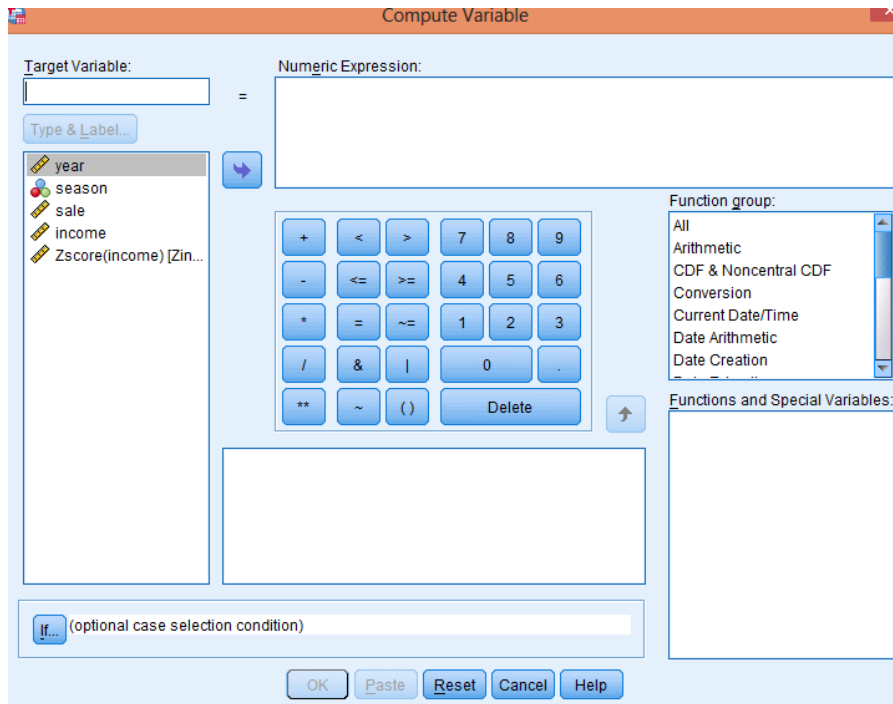 Compute Variable
Target Variable:
=
Numeric Expression:
Type & Label...
year
season
sale
income
Zscore(income) [Zin...
+ < > 7 8 9
- <= >= 4 5 6
* = ~= 1 2 3
/ & | 0 .
** ~ ( ) Delete
Function group:
All
Arithmetic
CDF & Noncentral CDF
Conversion
Current Date/Time
Date Arithmetic
Date Creation
Functions and Special Variables:
If... (optional case selection condition)
OK Paste Reset Cancel Help